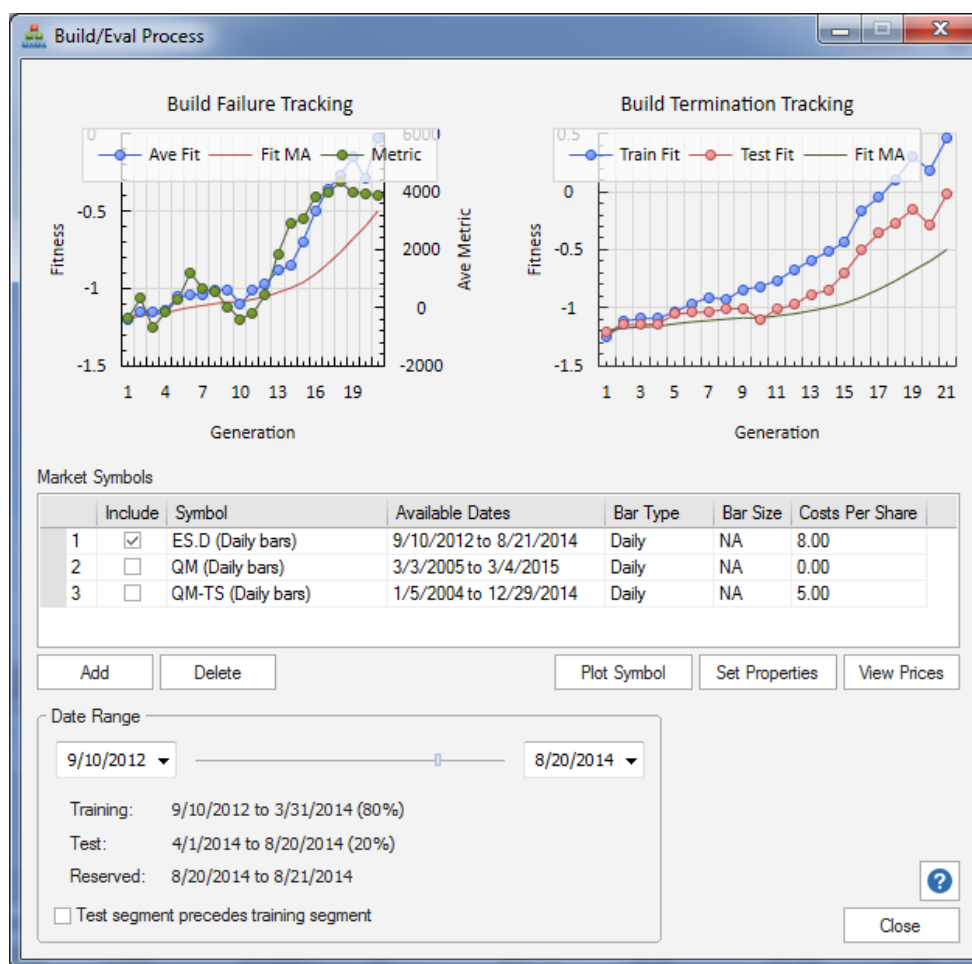 Build/Eval Process
Build Failure Tracking
Build Termination Tracking
0
6000
Ave Fit
Fit MA
Metric
-0.5
4000
2000
-1
0
-1.5
-2000
1 4 7 10 13 16 19
Fitness
Ave Metric
Generation
0.5
Train Fit
Test Fit
Fit MA
0
-0.5
-1
-1.5
1 3 5 7 9 11 13 15 17 19 21
Fitness
Generation
Market Symbols
Include Symbol Available Dates Bar Type Bar Size Costs Per Share
1 ES.D (Daily bars) 9/10/2012 to 8/21/2014 Daily NA 8.00
2 QM (Daily bars) 3/3/2005 to 3/4/2015 Daily NA 0.00
3 QM-TS (Daily bars) 1/5/2004 to 12/29/2014 Daily NA 5.00
Add Delete Plot Symbol Set Properties View Prices
Date Range
9/10/2012 8/20/2014
Training: 9/10/2012 to 3/31/2014 (80%)
Test: 4/1/2014 to 8/20/2014 (20%)
Reserved: 8/20/2014 to 8/21/2014
?
Test segment precedes training segment
Close